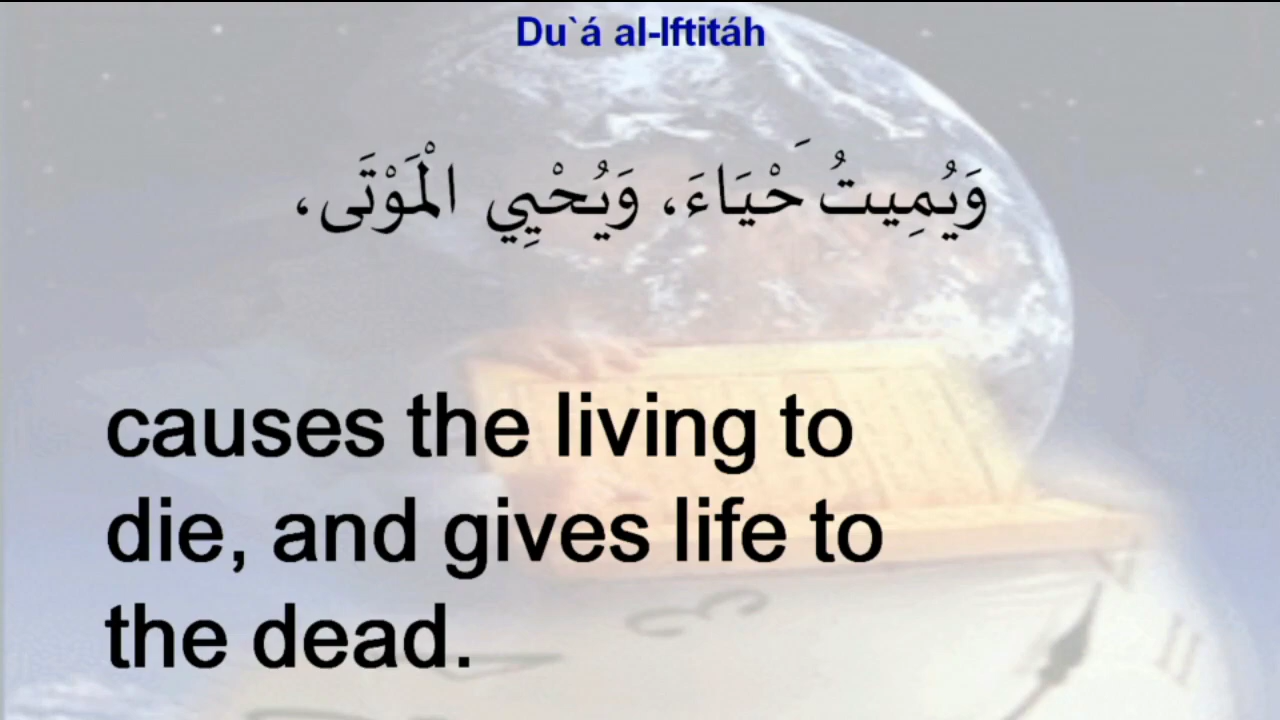 Du`á al-Iftitáh
وَيُمِيتُ َحْيَاءَ، وَيُحْيِي الْمَوْتَى،
causes the living to
die, and gives life to
the dead.